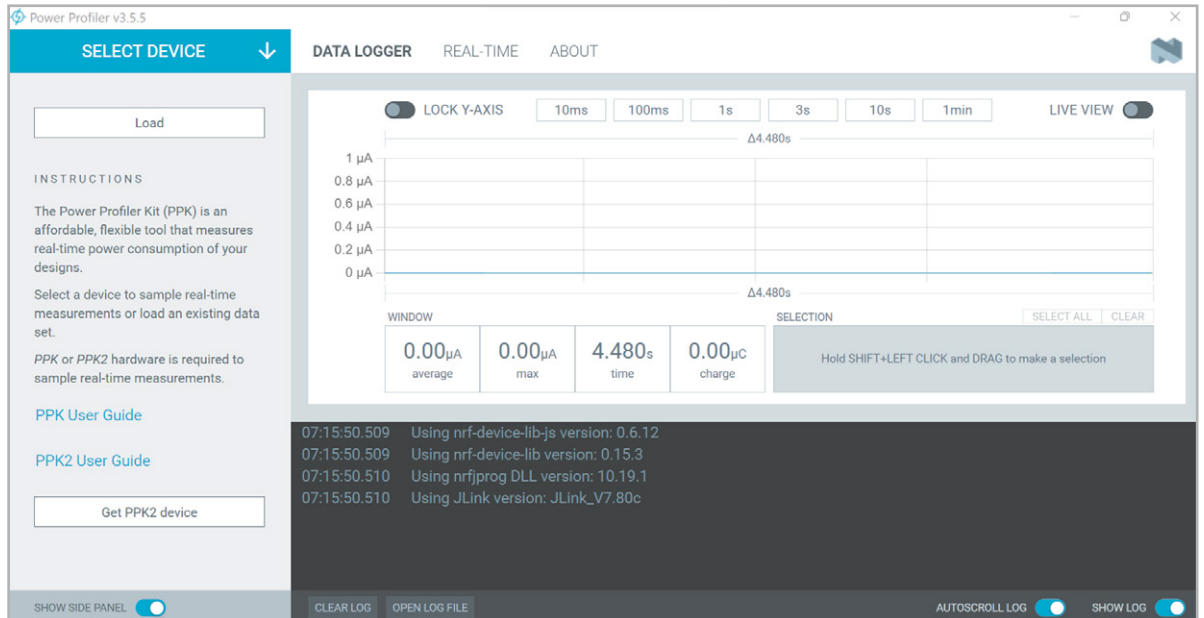 Power Profiler v3.5.5
SELECT DEVICE
DATA LOGGER REAL-TIME ABOUT
Load
INSTRUCTIONS
The Power Profiler Kit (PPK) is an
affordable, flexible tool that measures
real-time power consumption of your
designs.
Select a device to sample real-time
measurements or load an existing data
set.
PPK or PPK2 hardware is required to
sample real-time measurements.
PPK User Guide
PPK2 User Guide
Get PPK2 device
SHOW SIDE PANEL
LOCK Y-AXIS 10ms 100ms 1s 3s 10s 1min LIVE VIEW
Δ4.480s
1 µA
0.8 µA
0.6 µA
0.4 µA
0.2 µA
0 µA
Δ4.480s
WINDOW
0.00µA 0.00µA 4.480s 0.00µC
average max time charge
SELECTION SELECT ALL CLEAR
Hold SHIFT+LEFT CLICK and DRAG to make a selection
07:15:50.509 Using nrf-device-lib-js version: 0.6.12
07:15:50.509 Using nrf-device-lib version: 0.15.3
07:15:50.510 Using nrfjprog DLL version: 10.19.1
07:15:50.510 Using JLink version: JLink_V7.80c
CLEAR LOG OPEN LOG FILE AUTOSCROLL LOG SHOW LOG